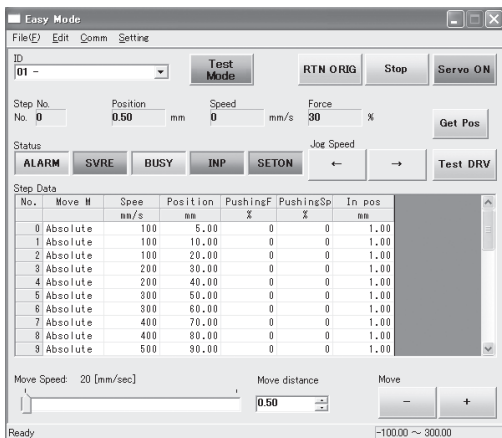 Easy Mode
File(F) Edit Comm Setting
ID
01 -
Test Mode
RTN ORIG
Stop
Servo ON
Step No. Position Speed Force
No. 0 0.50 mm 0 mm/s 30 %
Get Pos
Status Jog Speed
ALARM SVRE BUSY INP SETON ← → Test DRV
Step Data
No. Move M Spee Position PushingF PushingSp In pos
mm/s mm % % mm
0 Absolute 100 5.00 0 0 1.00
1 Absolute 100 10.00 0 0 1.00
2 Absolute 100 20.00 0 0 1.00
3 Absolute 200 30.00 0 0 1.00
4 Absolute 200 40.00 0 0 1.00
5 Absolute 300 50.00 0 0 1.00
6 Absolute 300 60.00 0 0 1.00
7 Absolute 400 70.00 0 0 1.00
8 Absolute 400 80.00 0 0 1.00
9 Absolute 500 90.00 0 0 1.00
Move Speed: 20 [mm/sec] Move distance Move
0.50 - +
Ready -100.00 ~ 300.00